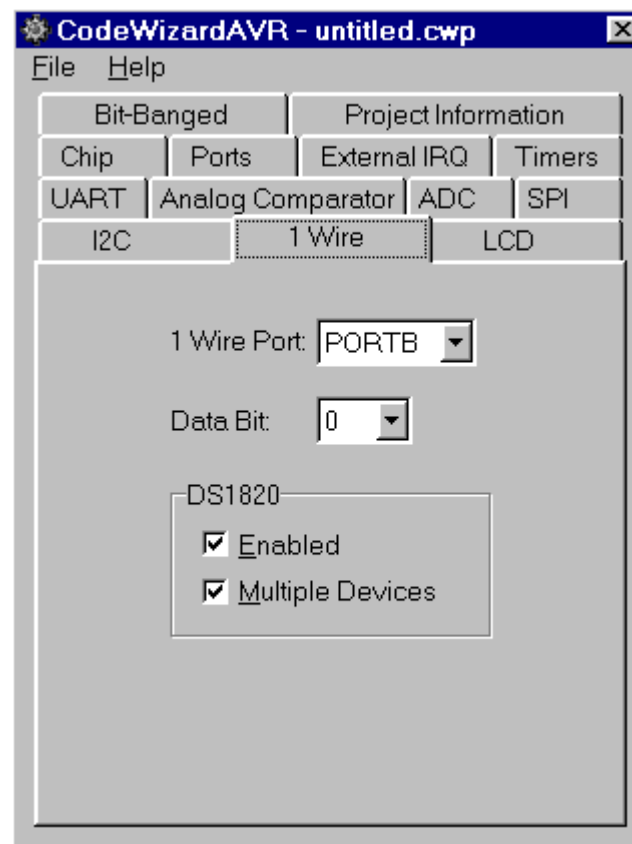 CodeWizardAVR - untitled.cwp
File Help
Bit-Banged Project Information
Chip Ports External IRQ Timers
UART Analog Comparator ADC SPI
I2C 1 Wire LCD
1 Wire Port: PORTB
Data Bit: 0
DS1820
Enabled
Multiple Devices